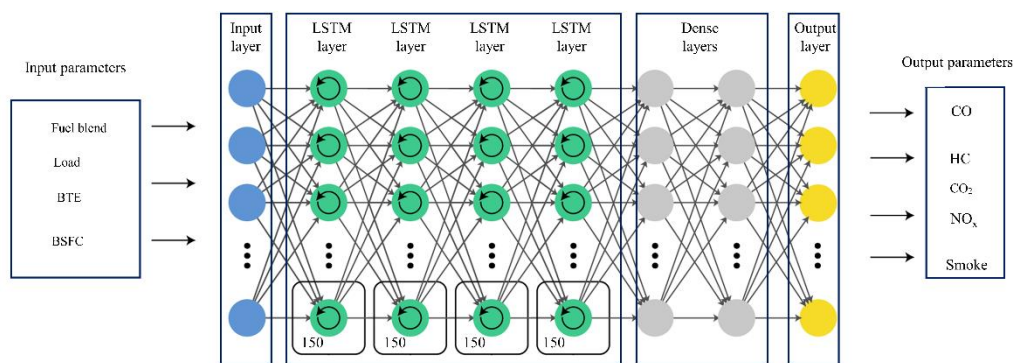 Input parameters
Fuel blend
Load
BTE
BSFC
Input
layer
LSTM
layer
LSTM
layer
LSTM
layer
LSTM
layer
Dense
layers
Output
layer
150
150
150
150
Output parameters
CO
HC
CO₂
NOₓ
Smoke